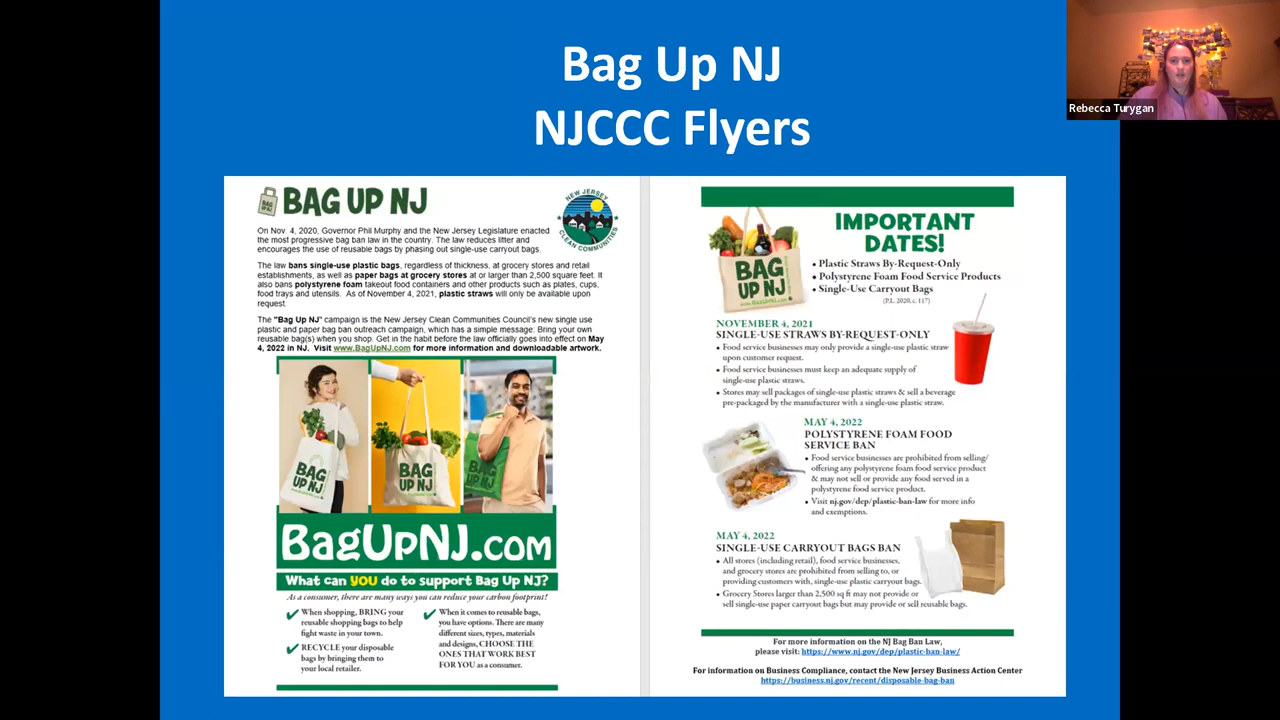 Bag Up NJ
NJCCC Flyers
Rebecca Turygan
BAG UP NJ
BAG UP NJ
NEW JERSEY
CLEAN COMMUNITIES
On Nov. 4, 2020, Governor Phil Murphy and the New Jersey Legislature enacted
the most progressive bag ban law in the country. The law reduces litter and
encourages the use of reusable bags by phasing out single-use carryout bags.
The law bans single-use plastic bags, regardless of thickness, at grocery stores and retail
establishments, as well as paper bags at grocery stores at or larger than 2,500 square feet. It
also bans polystyrene foam takeout food containers and other products such as plates, cups,
food trays and utensils. As of November 4, 2021, plastic straws will only be available upon
request.
The "Bag Up NJ" campaign is the New Jersey Clean Communities Council's new single use
plastic and paper bag ban outreach campaign, which has a simple message: Bring your own
reusable bag(s) when you shop. Get in the habit before the law officially goes into effect on May
4, 2022 in NJ. Visit www.BagUpNJ.com for more information and downloadable artwork.
BAG
UP NJ
BAG
UP NJ
BAG
UP NJ
BagUpNJ.com
What can YOU do to support Bag Up NJ?
As a consumer, there are many ways you can reduce your carbon footprint!
When shopping, BRING your
reusable shopping bags to help
fight waste in your town.
RECYCLE your disposable
bags by bringing them to
your local retailer.
When it comes to reusable bags,
you have options. There are many
different sizes, types, materials
and designs, CHOOSE THE
ONES THAT WORK BEST
FOR YOU as a consumer.
BAG
UP NJ
www.BagUpNJ.com
IMPORTANT
DATES!
• Plastic Straws By-Request-Only
• Polystyrene Foam Food Service Products
• Single-Use Carryout Bags
(P.L. 2020, c. 117)
NOVEMBER 4, 2021
SINGLE-USE STRAWS BY-REQUEST-ONLY
• Food service businesses may only provide a single-use plastic straw
upon customer request.
• Food service businesses must keep an adequate supply of
single-use plastic straws.
• Stores may sell packages of single-use plastic straws & sell a beverage
pre-packaged by the manufacturer with a single-use plastic straw.
MAY 4, 2022
POLYSTYRENE FOAM FOOD
SERVICE BAN
• Food service businesses are prohibited from selling/
offering any polystyrene foam food service product
& may not sell or provide any food served in a
polystyrene food service product.
• Visit nj.gov/dep/plastic-ban-law for more info
and exemptions.
MAY 4, 2022
SINGLE-USE CARRYOUT BAGS BAN
• All stores (including retail), food service businesses,
and grocery stores are prohibited from selling to, or
providing customers with, single-use plastic carryout bags.
• Grocery Stores larger than 2,500 sq ft may not provide or
sell single-use paper carryout bags but may provide or sell reusable bags.
For more information on the NJ Bag Ban Law,
please visit: https://www.nj.gov/dep/plastic-ban-law/
For information on Business Compliance, contact the New Jersey Business Action Center
https://business.nj.gov/recent/disposable-bag-ban